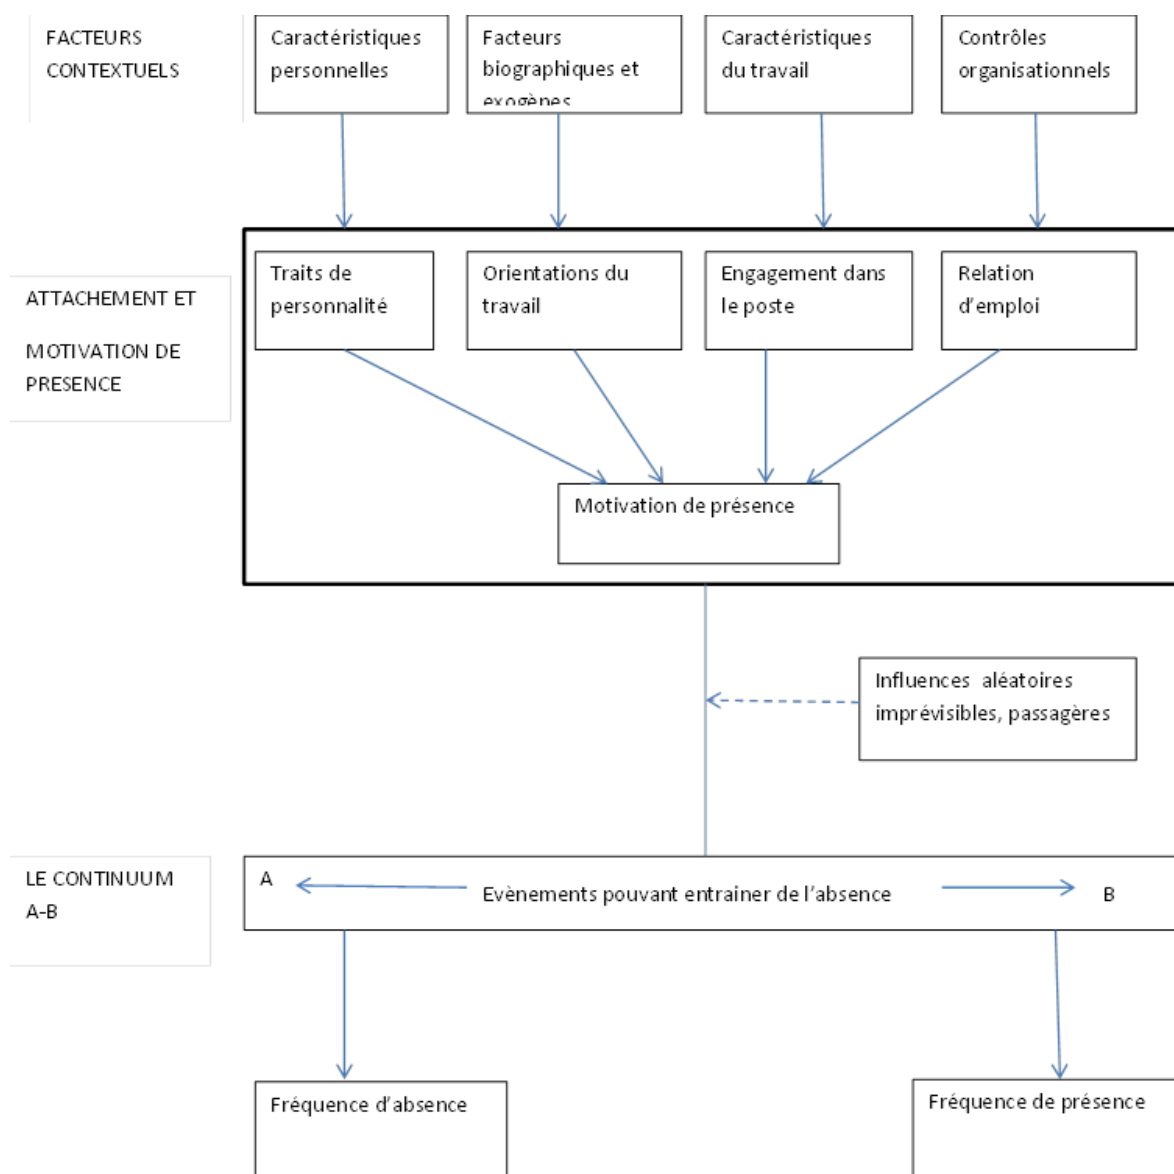 FACTEURS
CONTEXTUELS
Caractéristiques
personnelles
Facteurs
biographiques et
exogènes
Caractéristiques
du travail
Contrôles
organisationnels
ATTACHEMENT ET
MOTIVATION DE
PRESENCE
Traits de
personnalité
Orientations du
travail
Engagement dans
le poste
Relation
d’emploi
Motivation de présence
Influences aléatoires
imprévisibles, passagères
LE CONTINUUM
A-B
A
Evènements pouvant entrainer de l’absence
B
Fréquence d’absence
Fréquence de présence